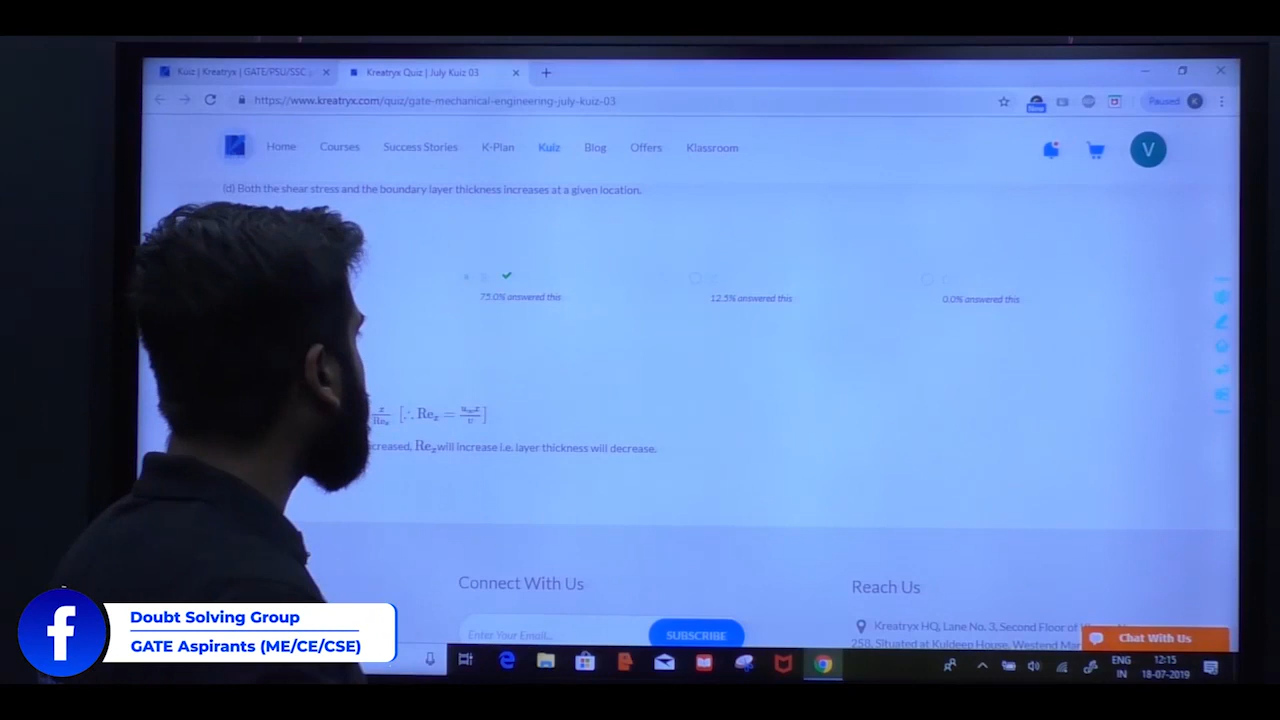 Kuiz | Kreatryx | GATE/PSU/SSC
Kreatryx Quiz | July Kuiz 03
https://www.kreatryx.com/quiz/gate-mechanical-engineering-july-kuiz-03
Paused
K
Home
Courses
Success Stories
K-Plan
Kuiz
Blog
Offers
Klassroom
V
(d) Both the shear stress and the boundary layer thickness increases at a given location.
75.0% answered this
12.5% answered this
0.0% answered this
x/Re_x [∴ Re_x = u_∞x/υ]
creased, Re_x will increase i.e. layer thickness will decrease.
Connect With Us
Reach Us
Enter Your Email...
SUBSCRIBE
Kreatryx HQ, Lane No. 3, Second Floor of
258, Situated at Kuldeep House, Westend
Chat With Us
ENG
IN
12:15
18-07-2019
f
Doubt Solving Group
GATE Aspirants (ME/CE/CSE)